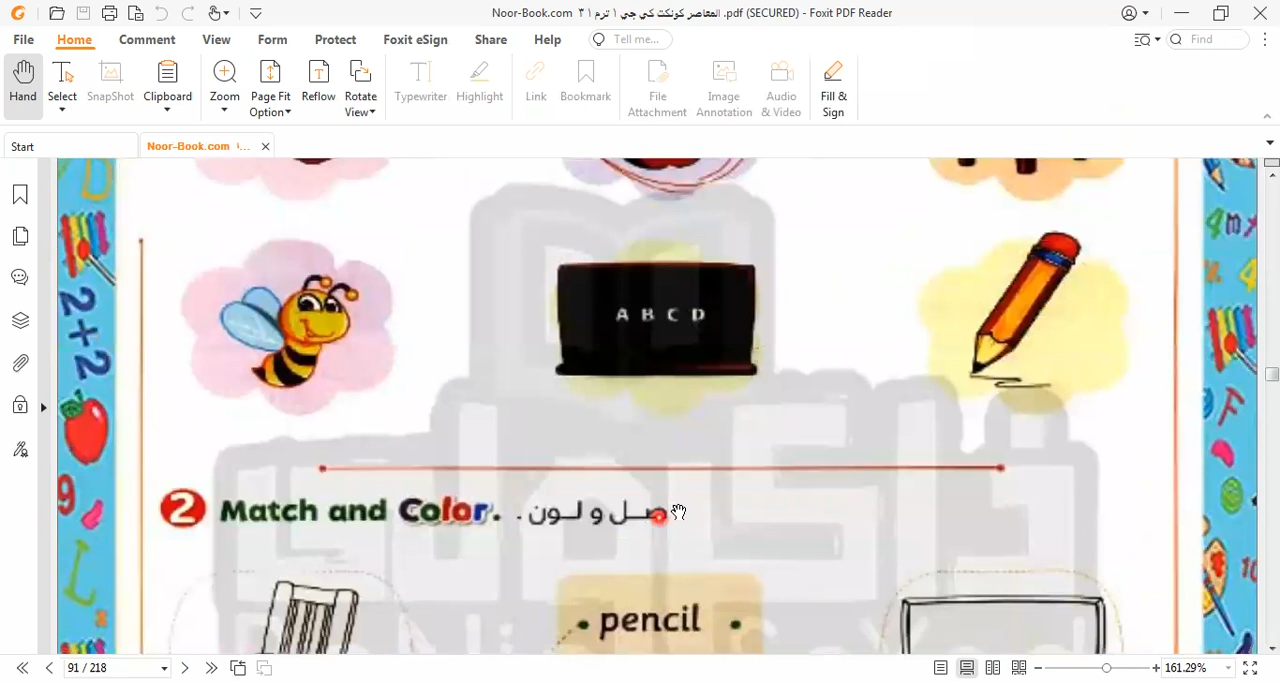 Noor-Book.com المعاصر كونكت كي جي ١ ترم ١ ٣ .pdf (SECURED) - Foxit PDF Reader
File Home Comment View Form Protect Foxit eSign Share Help Tell me... Find
Hand Select SnapShot Clipboard Zoom Page Fit Option Reflow Rotate View Typewriter Highlight Link Bookmark File Attachment Image Annotation Audio & Video Fill & Sign
Start Noor-Book.com ...
A B C D
2 Match and Color. صل و لون .
pencil
91 / 218 161.29%